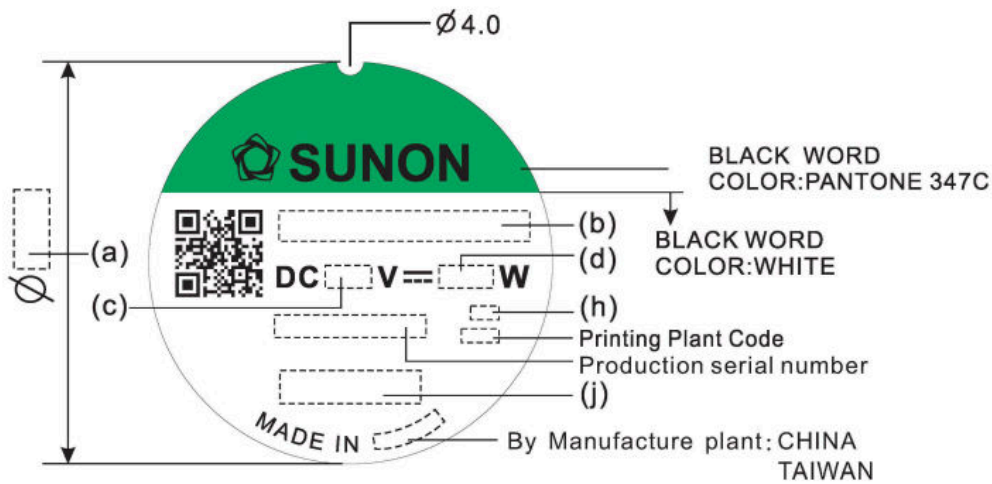 Ø4.0
SUNON
BLACK WORD
COLOR:PANTONE 347C
(b)
BLACK WORD
COLOR:WHITE
(a)
Ø
(d)
DC V W
(c)
(h)
Printing Plant Code
Production serial number
(j)
MADE IN
By Manufacture plant: CHINA
TAIWAN